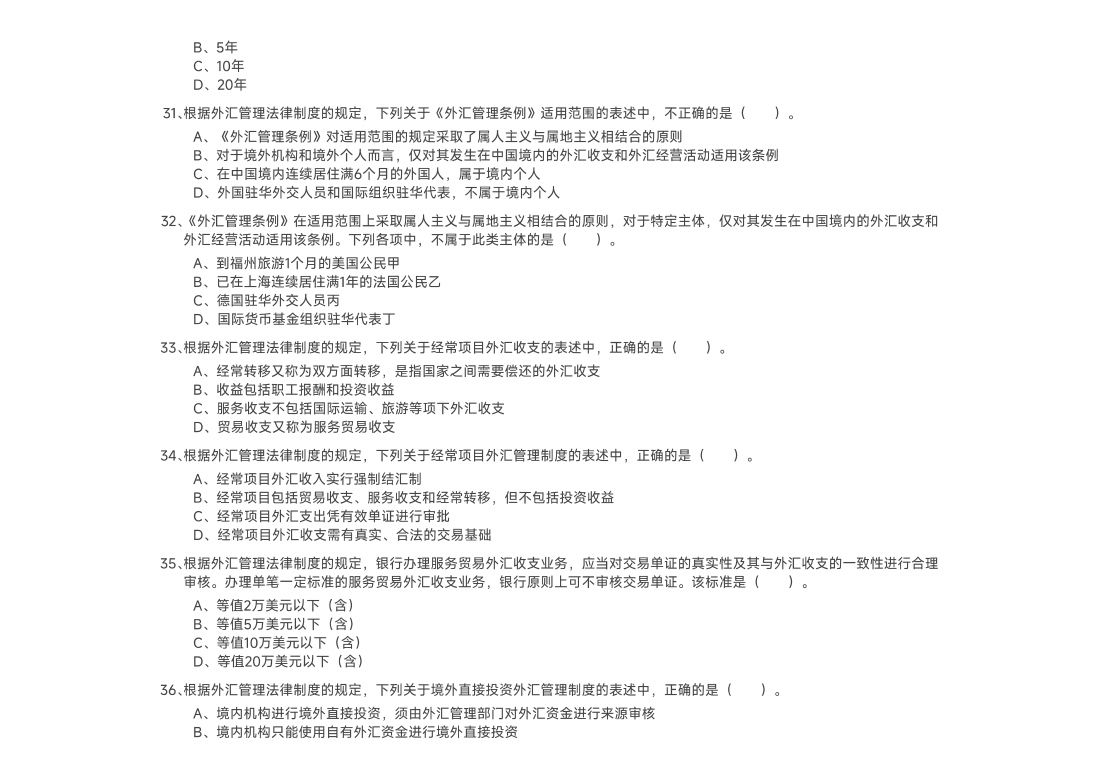 B、5年
C、10年
D、20年
31、根据外汇管理法律制度的规定，下列关于《外汇管理条例》适用范围的表述中，不正确的是（　　）。
A、《外汇管理条例》对适用范围的规定采取了属人主义与属地主义相结合的原则
B、对于境外机构和境外个人而言，仅对其发生在中国境内的外汇收支和外汇经营活动适用该条例
C、在中国境内连续居住满6个月的外国人，属于境内个人
D、外国驻华外交人员和国际组织驻华代表，不属于境内个人
32、《外汇管理条例》在适用范围上采取属人主义与属地主义相结合的原则，对于特定主体，仅对其发生在中国境内的外汇收支和
外汇经营活动适用该条例。下列各项中，不属于此类主体的是（　　）。
A、到福州旅游1个月的美国公民甲
B、已在上海连续居住满1年的法国公民乙
C、德国驻华外交人员丙
D、国际货币基金组织驻华代表丁
33、根据外汇管理法律制度的规定，下列关于经常项目外汇收支的表述中，正确的是（　　）。
A、经常转移又称为双方面转移，是指国家之间需要偿还的外汇收支
B、收益包括职工报酬和投资收益
C、服务收支不包括国际运输、旅游等项下外汇收支
D、贸易收支又称为服务贸易收支
34、根据外汇管理法律制度的规定，下列关于经常项目外汇管理制度的表述中，正确的是（　　）。
A、经常项目外汇收入实行强制结汇制
B、经常项目包括贸易收支、服务收支和经常转移，但不包括投资收益
C、经常项目外汇支出凭有效单证进行审批
D、经常项目外汇收支需有真实、合法的交易基础
35、根据外汇管理法律制度的规定，银行办理服务贸易外汇收支业务，应当对交易单证的真实性及其与外汇收支的一致性进行合理
审核。办理单笔一定标准的服务贸易外汇收支业务，银行原则上可不审核交易单证。该标准是（　　）。
A、等值2万美元以下（含）
B、等值5万美元以下（含）
C、等值10万美元以下（含）
D、等值20万美元以下（含）
36、根据外汇管理法律制度的规定，下列关于境外直接投资外汇管理制度的表述中，正确的是（　　）。
A、境内机构进行境外直接投资，须由外汇管理部门对外汇资金进行来源审核
B、境内机构只能使用自有外汇资金进行境外直接投资